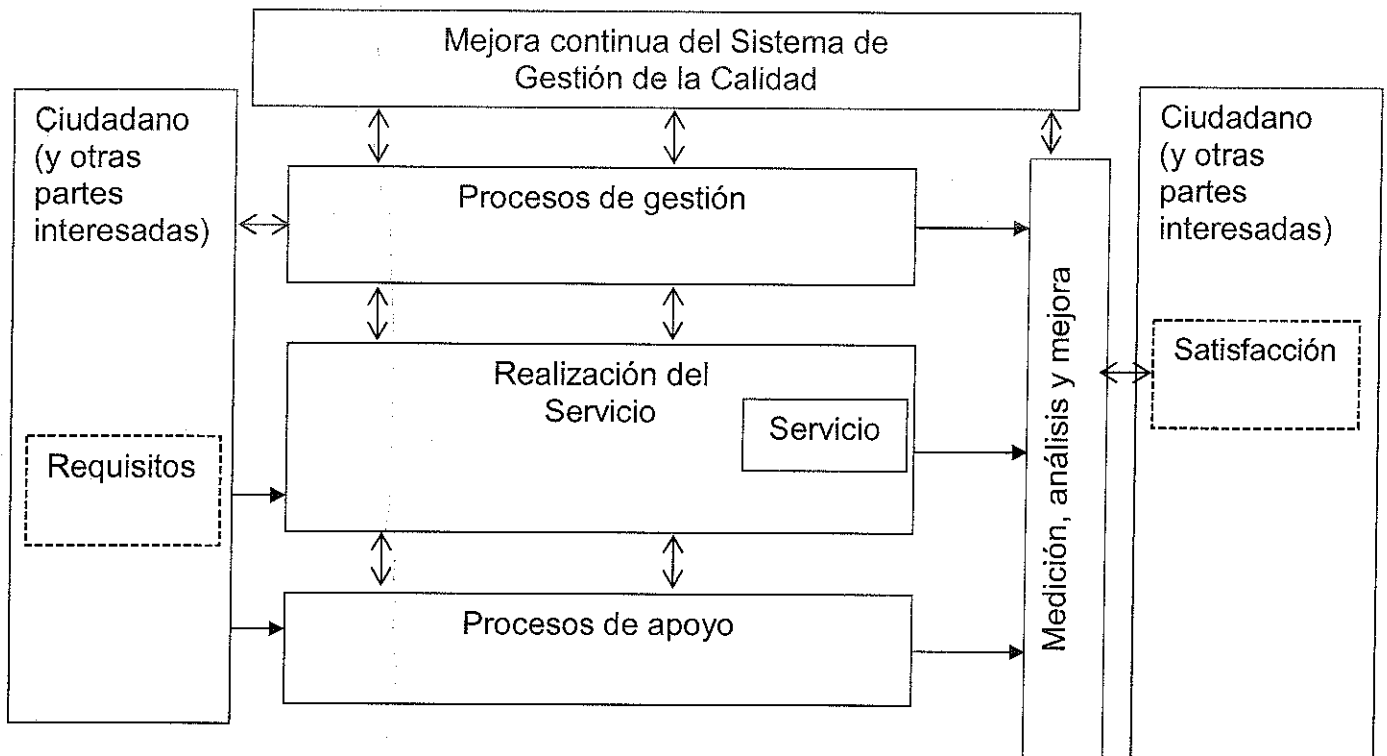 Mejora continua del Sistema de
Gestión de la Calidad
Ciudadano
(y otras
partes
interesadas)
Requisitos
Procesos de gestión
Realización del
Servicio
Servicio
Procesos de apoyo
Medición, análisis y mejora
Ciudadano
(y otras
partes
interesadas)
Satisfacción